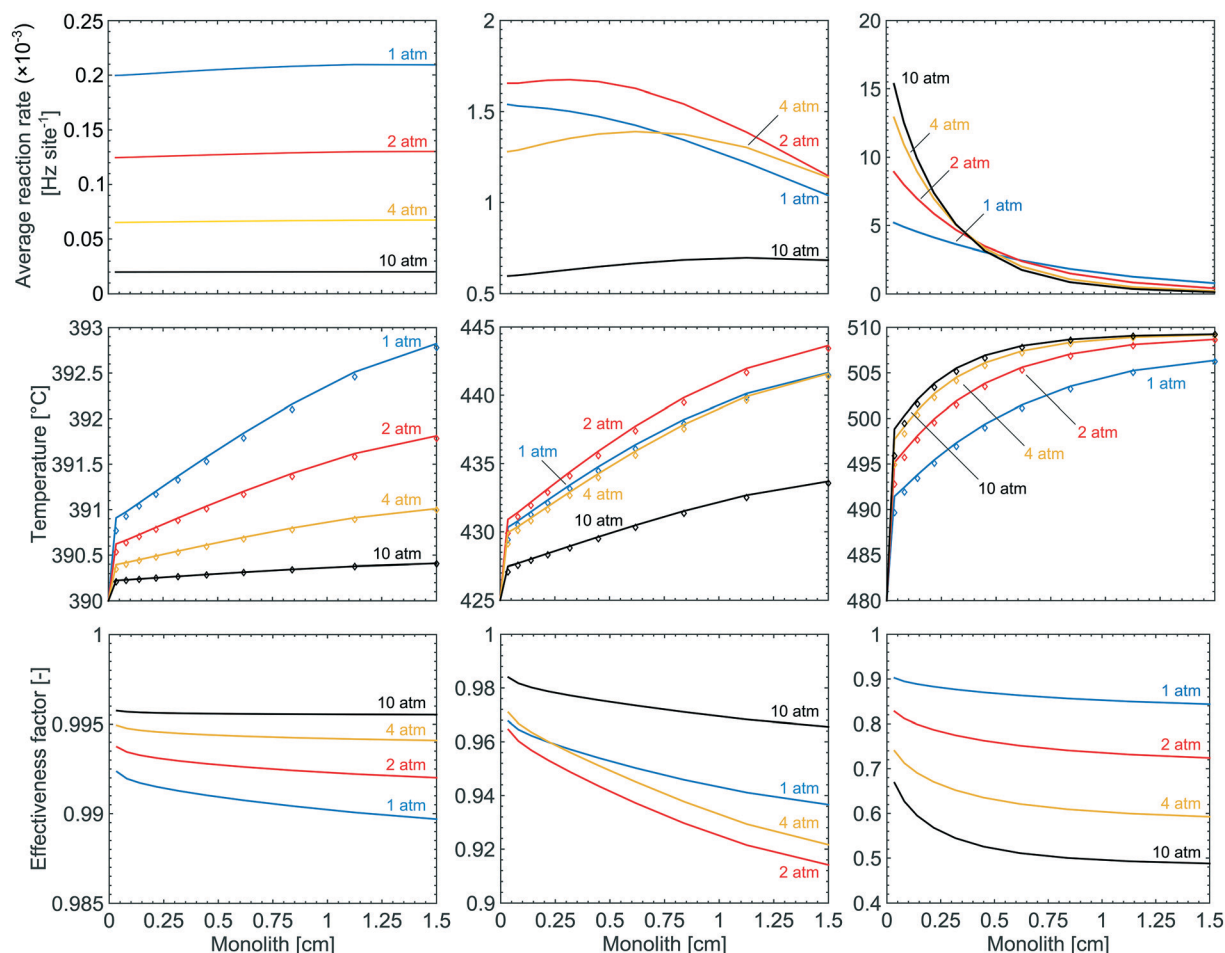 Average reaction rate (×10⁻³)
[Hz site⁻¹]
0.25
0.2
0.15
0.1
0.05
0
1 atm
2 atm
4 atm
10 atm
2
1.5
1
0.5
4 atm
2 atm
1 atm
10 atm
20
15
10
5
0
10 atm
4 atm
2 atm
1 atm
Temperature [°C]
393
392.5
392
391.5
391
390.5
390
1 atm
2 atm
4 atm
10 atm
445
440
435
430
425
2 atm
1 atm
4 atm
10 atm
510
505
500
495
490
485
480
1 atm
2 atm
4 atm
10 atm
Effectiveness factor [-]
1
0.995
0.99
0.985
10 atm
4 atm
2 atm
1 atm
0 0.25 0.5 0.75 1 1.25 1.5
Monolith [cm]
1
0.98
0.96
0.94
0.92
0.9
10 atm
1 atm
4 atm
2 atm
0 0.25 0.5 0.75 1 1.25 1.5
Monolith [cm]
1
0.9
0.8
0.7
0.6
0.5
0.4
1 atm
2 atm
4 atm
10 atm
0 0.25 0.5 0.75 1 1.25 1.5
Monolith [cm]